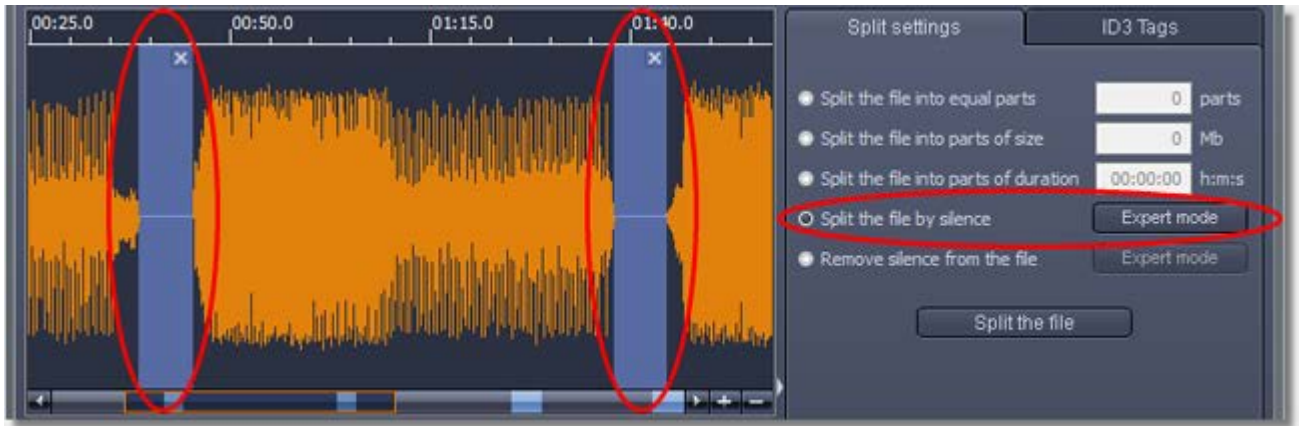 00:25.0 00:50.0 01:15.0 01:40.0
Split settings ID3 Tags
Split the file into equal parts 0 parts
Split the file into parts of size 0 Mb
Split the file into parts of duration 00:00:00 h:m:s
Split the file by silence Expert mode
Remove silence from the file Expert mode
Split the file